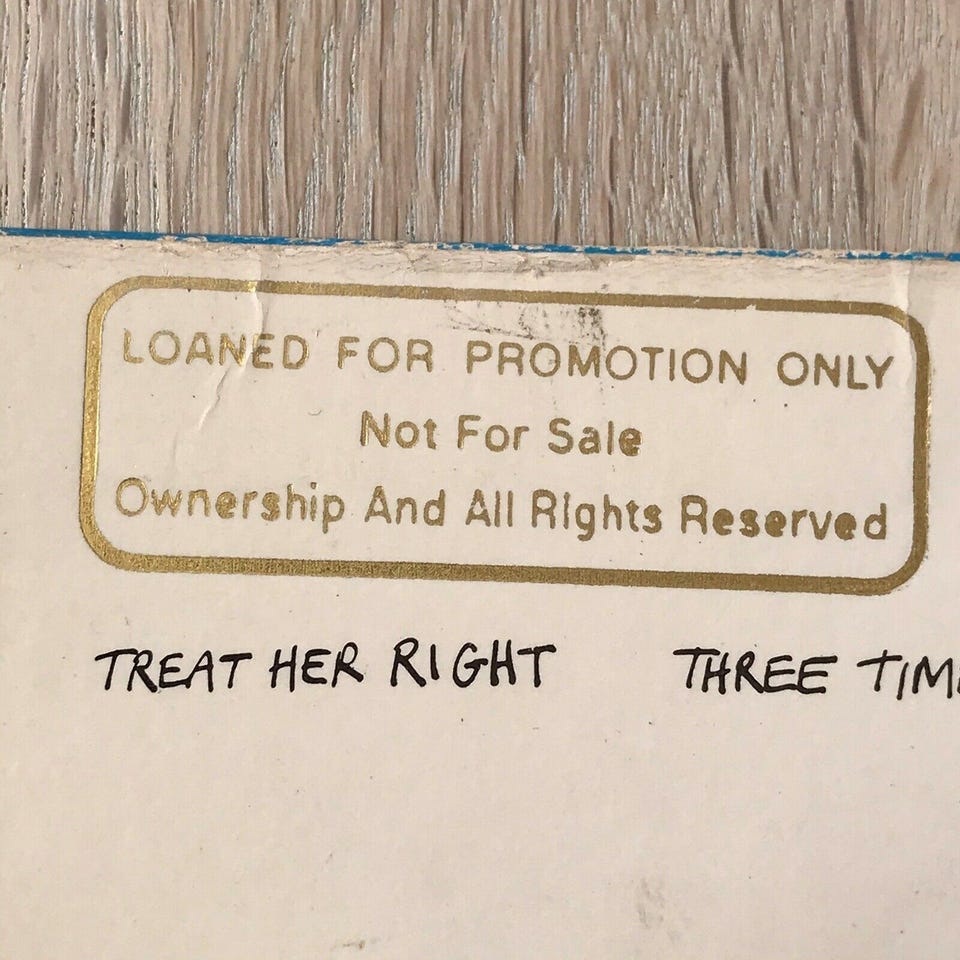 LOANED FOR PROMOTION ONLY
Not For Sale
Ownership And All Rights Reserved
TREAT HER RIGHT THREE